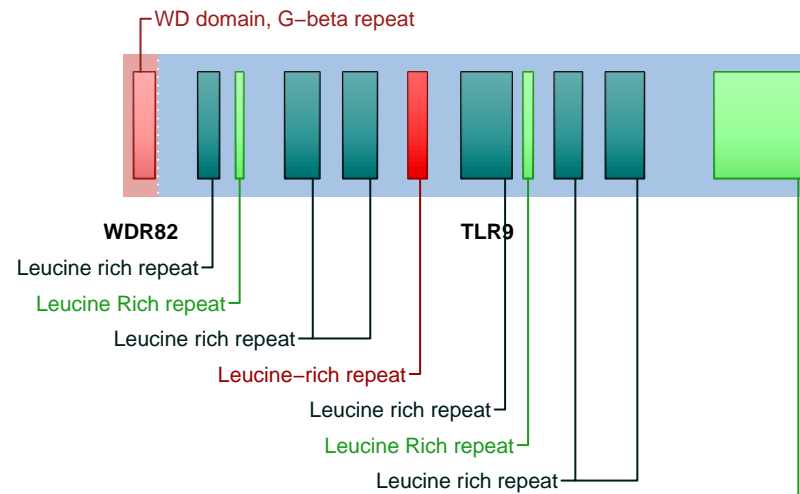 WD domain, G−beta repeat
WDR82
TLR9
Leucine rich repeat
Leucine Rich repeat
Leucine rich repeat
Leucine−rich repeat
Leucine rich repeat
Leucine Rich repeat
Leucine rich repeat